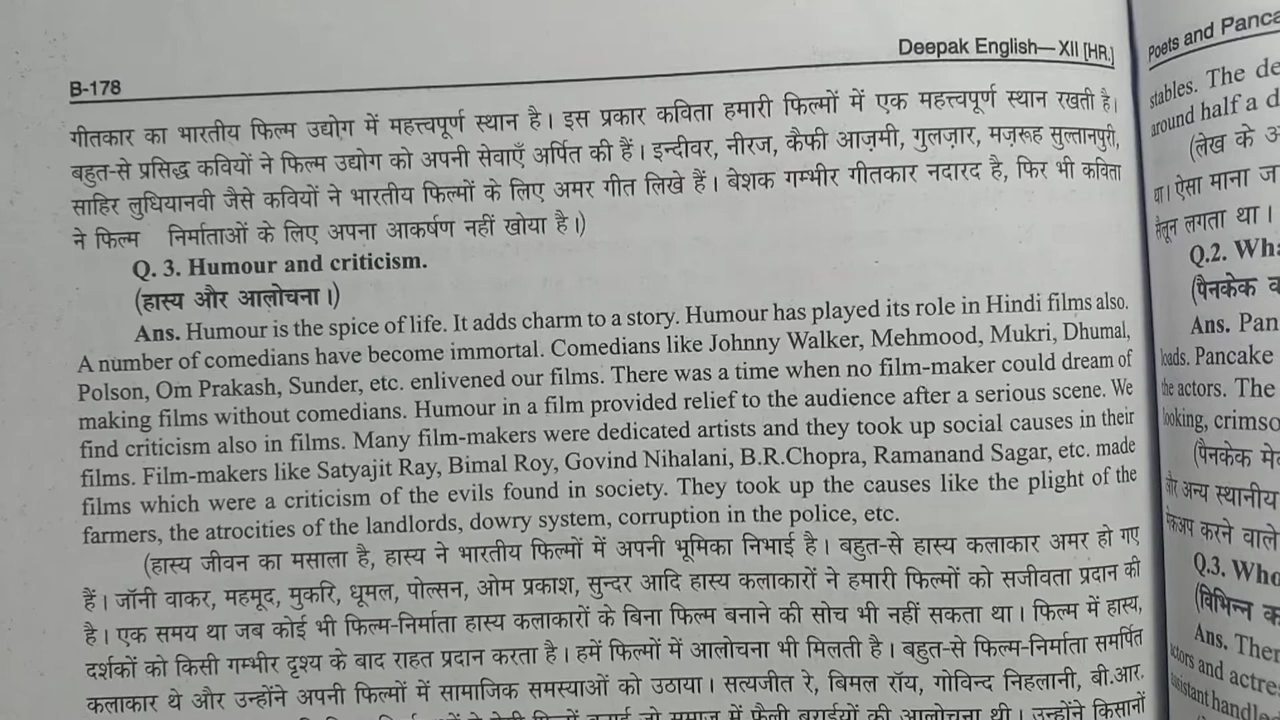 B-178
Deepak English—XII [HR.]
गीतकार का भारतीय फिल्म उद्योग में महत्त्वपूर्ण स्थान है। इस प्रकार कविता हमारी फिल्मों में एक महत्त्वपूर्ण स्थान रखती है।
बहुत-से प्रसिद्ध कवियों ने फिल्म उद्योग को अपनी सेवाएँ अर्पित की हैं। इन्दीवर, नीरज, कैफी आज़मी, गुलज़ार, मज़रूह सुल्तानपुरी,
साहिर लुधियानवी जैसे कवियों ने भारतीय फिल्मों के लिए अमर गीत लिखे हैं। बेशक गम्भीर गीतकार नदारद है, फिर भी कविता
ने फिल्म निर्माताओं के लिए अपना आकर्षण नहीं खोया है।)
Q. 3. Humour and criticism.
(हास्य और आलोचना।)
Ans. Humour is the spice of life. It adds charm to a story. Humour has played its role in Hindi films also.
A number of comedians have become immortal. Comedians like Johnny Walker, Mehmood, Mukri, Dhumal,
Polson, Om Prakash, Sunder, etc. enlivened our films. There was a time when no film-maker could dream of
making films without comedians. Humour in a film provided relief to the audience after a serious scene. We
find criticism also in films. Many film-makers were dedicated artists and they took up social causes in their
films. Film-makers like Satyajit Ray, Bimal Roy, Govind Nihalani, B.R.Chopra, Ramanand Sagar, etc. made
films which were a criticism of the evils found in society. They took up the causes like the plight of the
farmers, the atrocities of the landlords, dowry system, corruption in the police, etc.
(हास्य जीवन का मसाला है, हास्य ने भारतीय फिल्मों में अपनी भूमिका निभाई है। बहुत-से हास्य कलाकार अमर हो गए
हैं। जॉनी वाकर, महमूद, मुकरि, धूमल, पोल्सन, ओम प्रकाश, सुन्दर आदि हास्य कलाकारों ने हमारी फिल्मों को सजीवता प्रदान की
है। एक समय था जब कोई भी फिल्म-निर्माता हास्य कलाकारों के बिना फिल्म बनाने की सोच भी नहीं सकता था। फिल्म में हास्य,
दर्शकों को किसी गम्भीर दृश्य के बाद राहत प्रदान करता है। हमें फिल्मों में आलोचना भी मिलती है। बहुत-से फिल्म-निर्माता समर्पित
कलाकार थे और उन्होंने अपनी फिल्मों में सामाजिक समस्याओं को उठाया। सत्यजीत रे, बिमल रॉय, गोविन्द निहलानी, बी.आर.
जो समाज में फैली बुराईयों की आलोचना थी। उन्होंने किसानों
Poets and
stables. The
around half a
(लेख के
था। ऐसा माना
सैलून लगता था।
Q.2.
(पैनकेक
Ans. Pan
loads. Pancake
the actors. The
looking,
(पैनकेक
और अन्य स्थानीय
मेकअप करने वाले
Q.3. Who
(विभिन्न
Ans.
actors and
assistant